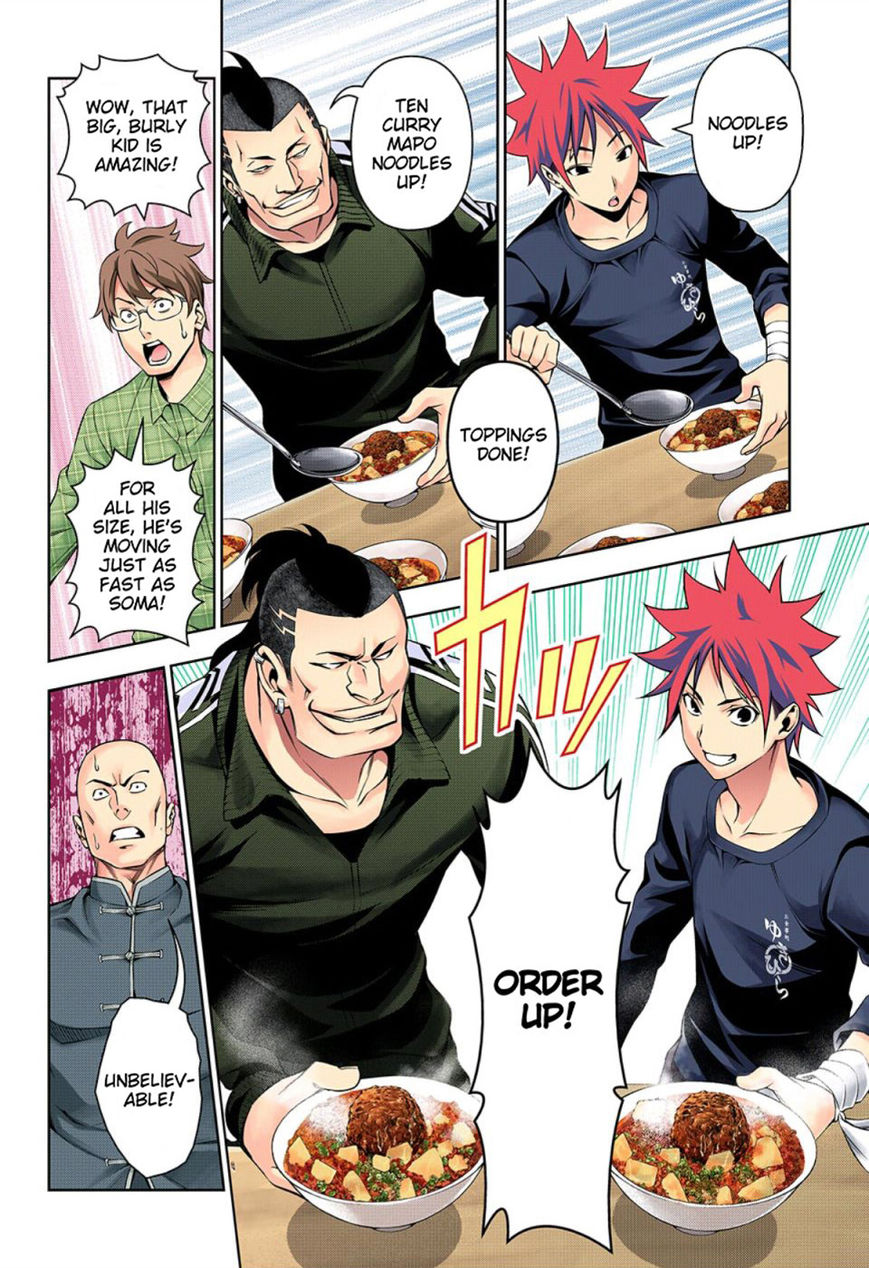 NOODLES
UP!
TOPPINGS
DONE!
TEN
CURRY
MAPO
NOODLES
UP!
WOW, THAT
BIG, BURLY
KID IS
AMAZING!
FOR
ALL HIS
SIZE, HE'S
MOVING
JUST AS
FAST AS
SOMA!
カッ
ORDER
UP!
UNBELIEV-
ABLE!